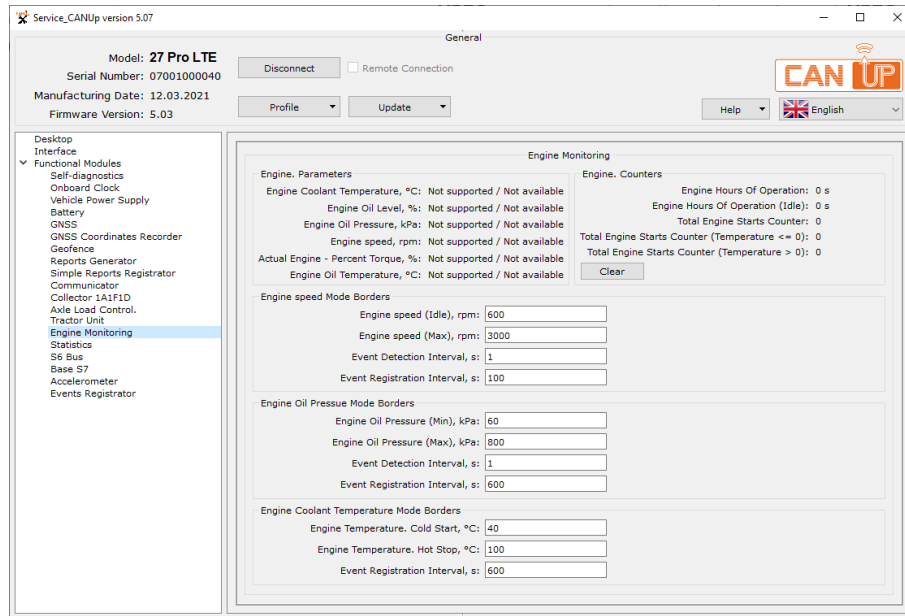 Service_CANUp version 5.07
General
Model: 27 Pro LTE
Serial Number: 07001000040
Manufacturing Date: 12.03.2021
Firmware Version: 5.03
Disconnect
Remote Connection
Profile
Update
CAN UP
Help
English
Desktop
Interface
Functional Modules
Self-diagnostics
Onboard Clock
Vehicle Power Supply
Battery
GNSS
GNSS Coordinates Recorder
Geofence
Reports Generator
Simple Reports Registrator
Communicator
Collector 1A1F1D
Axle Load Control.
Tractor Unit
Engine Monitoring
Statistics
S6 Bus
Base S7
Accelerometer
Events Registrator
Engine Monitoring
Engine. Parameters
Engine Coolant Temperature, °C: Not supported / Not available
Engine Oil Level, %: Not supported / Not available
Engine Oil Pressure, kPa: Not supported / Not available
Engine speed, rpm: Not supported / Not available
Actual Engine - Percent Torque, %: Not supported / Not available
Engine Oil Temperature, °C: Not supported / Not available
Engine. Counters
Engine Hours Of Operation: 0 s
Engine Hours Of Operation (Idle): 0 s
Total Engine Starts Counter: 0
Total Engine Starts Counter (Temperature <= 0): 0
Total Engine Starts Counter (Temperature > 0): 0
Clear
Engine speed Mode Borders
Engine speed (Idle), rpm: 600
Engine speed (Max), rpm: 3000
Event Detection Interval, s: 1
Event Registration Interval, s: 100
Engine Oil Pressue Mode Borders
Engine Oil Pressure (Min), kPa: 60
Engine Oil Pressure (Max), kPa: 800
Event Detection Interval, s: 1
Event Registration Interval, s: 600
Engine Coolant Temperature Mode Borders
Engine Temperature. Cold Start, °C: 40
Engine Temperature. Hot Stop, °C: 100
Event Registration Interval, s: 600